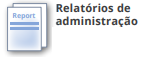 Report
Relatórios de
administração